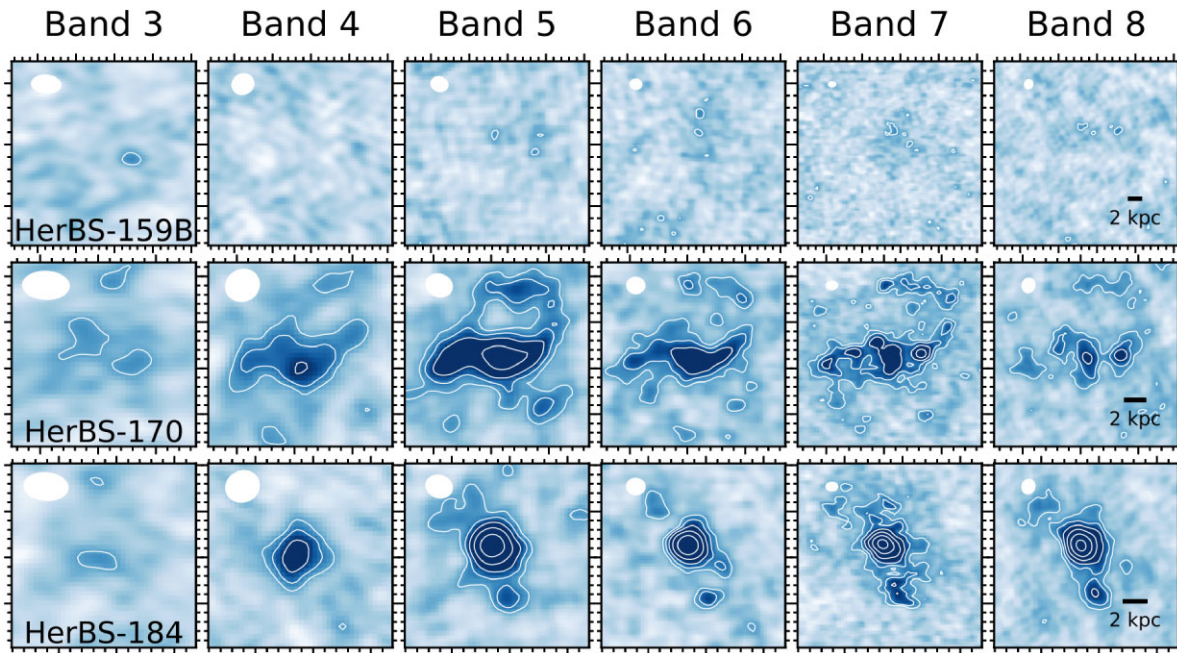 Band 3 Band 4 Band 5 Band 6 Band 7 Band 8
HerBS-159B
2 kpc
HerBS-170
2 kpc
HerBS-184
2 kpc